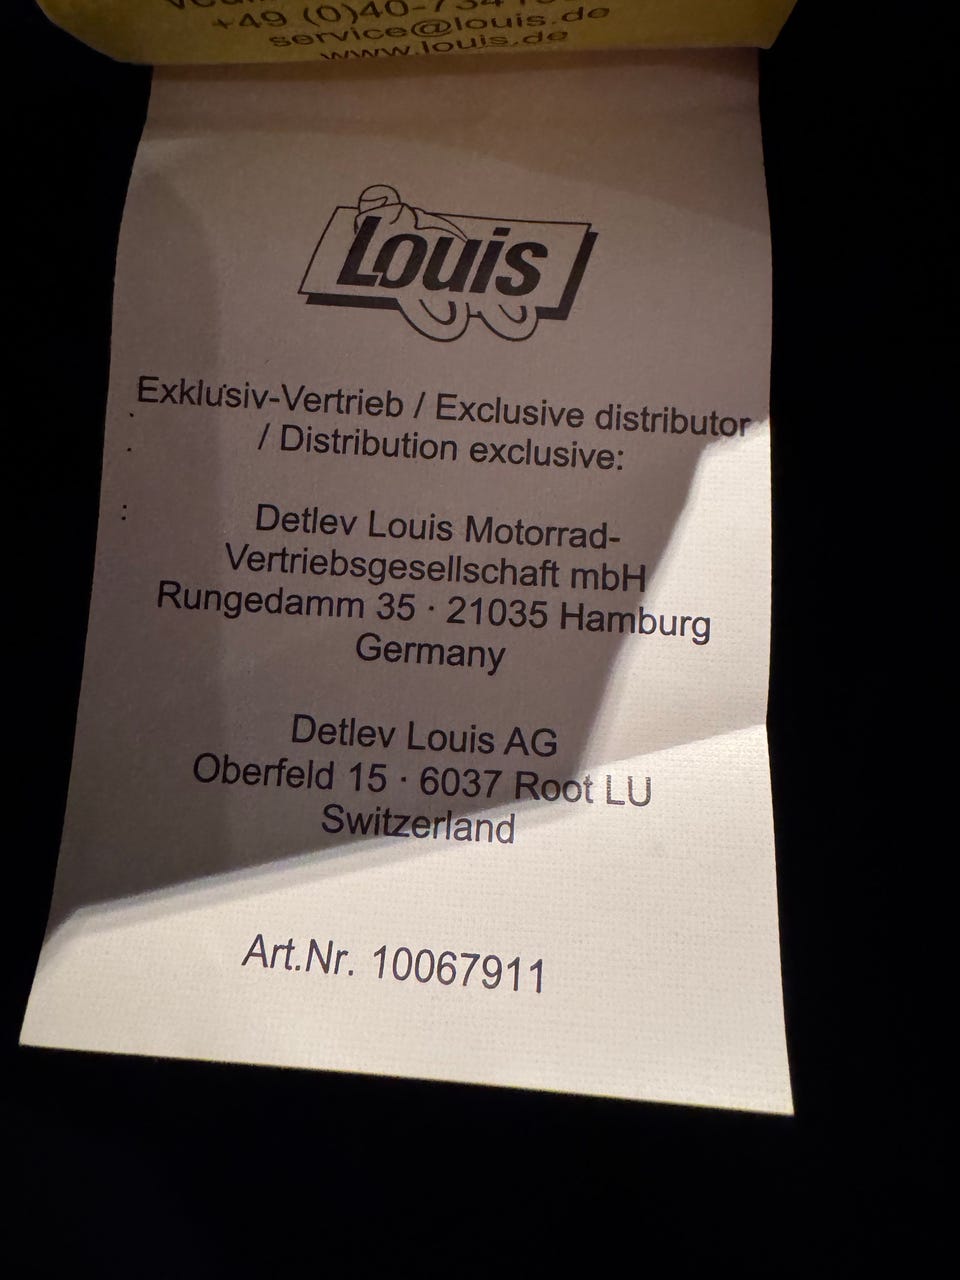 +49 (0)40-734
service@louis.de
www.louis.de
Louis
Exklusiv-Vertrieb / Exclusive distributor
/ Distribution exclusive:
Detlev Louis Motorrad-
Vertriebsgesellschaft mbH
Rungedamm 35 · 21035 Hamburg
Germany
Detlev Louis AG
Oberfeld 15 · 6037 Root LU
Switzerland
Art.Nr. 10067911